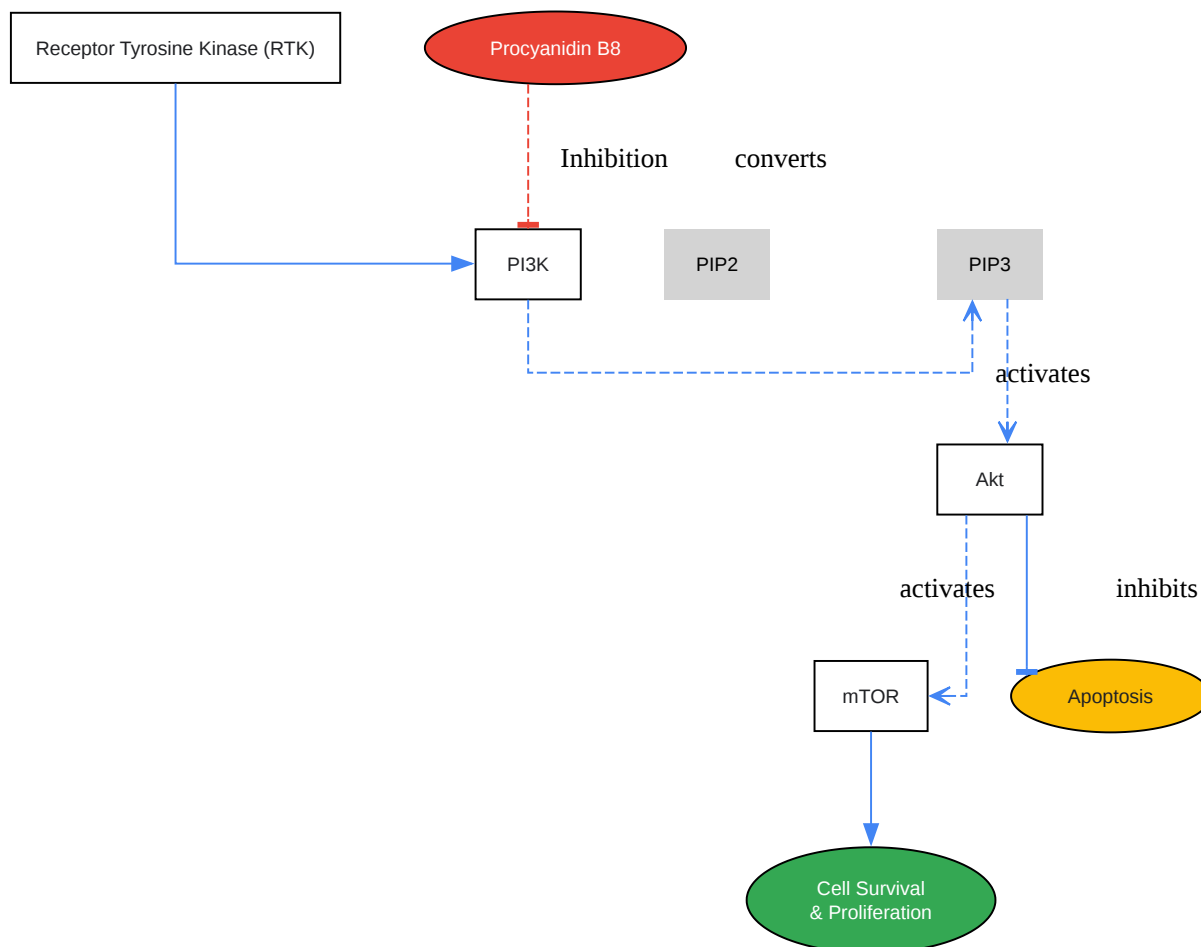 Receptor Tyrosine Kinase (RTK)
Procyanidin B8
Inhibition
converts
PI3K
PIP2
PIP3
activates
Akt
activates
inhibits
mTOR
Apoptosis
Cell Survival
& Proliferation